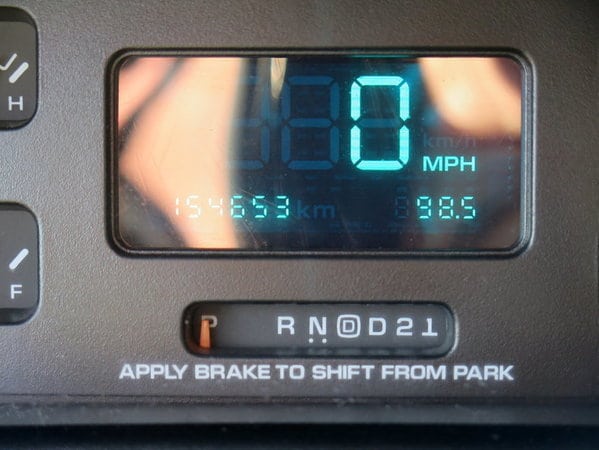 H
0
km/h
MPH
154653 km 98.5
F
P R N D D 2 1
APPLY BRAKE TO SHIFT FROM PARK